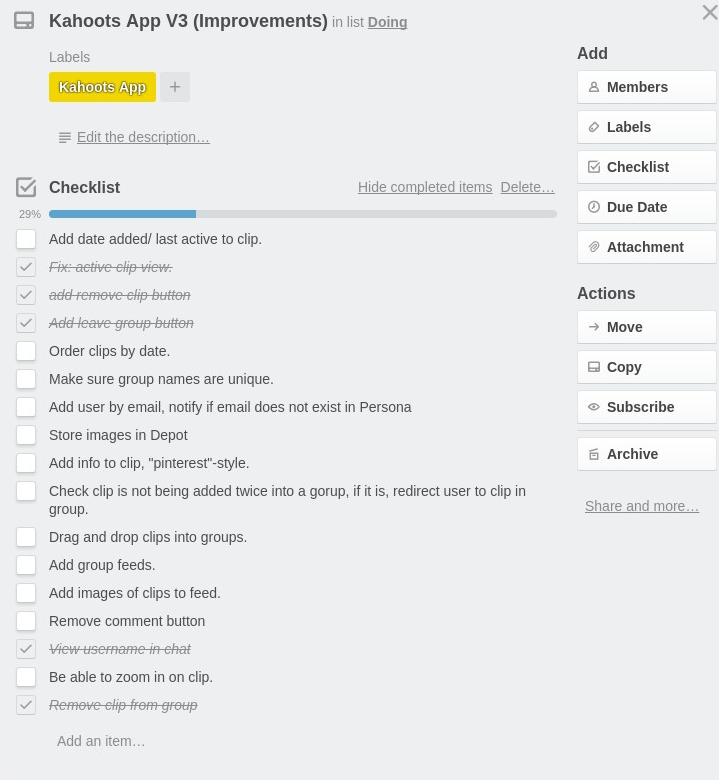 Kahoots App V3 (Improvements) in list Doing
Labels
Kahoots App +
Edit the description…
Checklist Hide completed items Delete…
29%
Add date added/ last active to clip.
Fix: active clip view.
add remove clip button
Add leave group button
Order clips by date.
Make sure group names are unique.
Add user by email, notify if email does not exist in Persona
Store images in Depot
Add info to clip, "pinterest"-style.
Check clip is not being added twice into a gorup, if it is, redirect user to clip in
group.
Drag and drop clips into groups.
Add group feeds.
Add images of clips to feed.
Remove comment button
View username in chat
Be able to zoom in on clip.
Remove clip from group
Add an item…
Add
Members
Labels
Checklist
Due Date
Attachment
Actions
Move
Copy
Subscribe
Archive
Share and more…